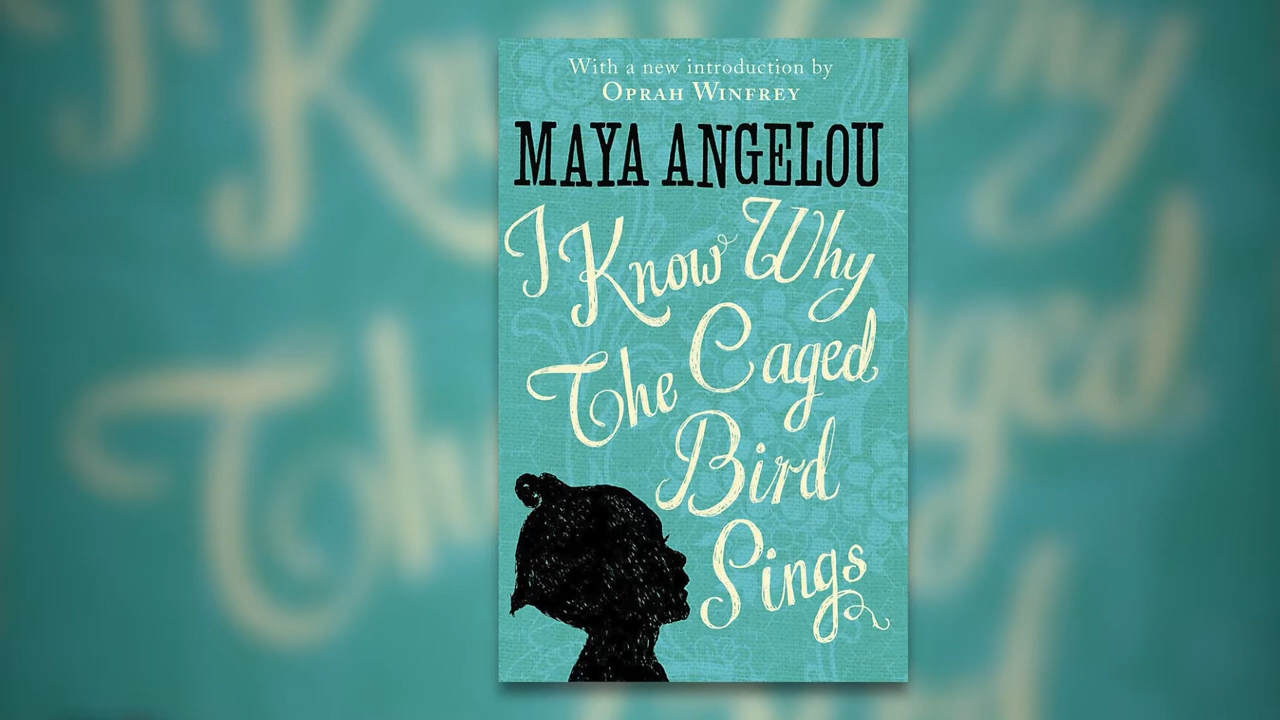 With a new introduction by
OPRAH WINFREY
MAYA ANGELOU
I Know Why
The Caged
Bird
Sings